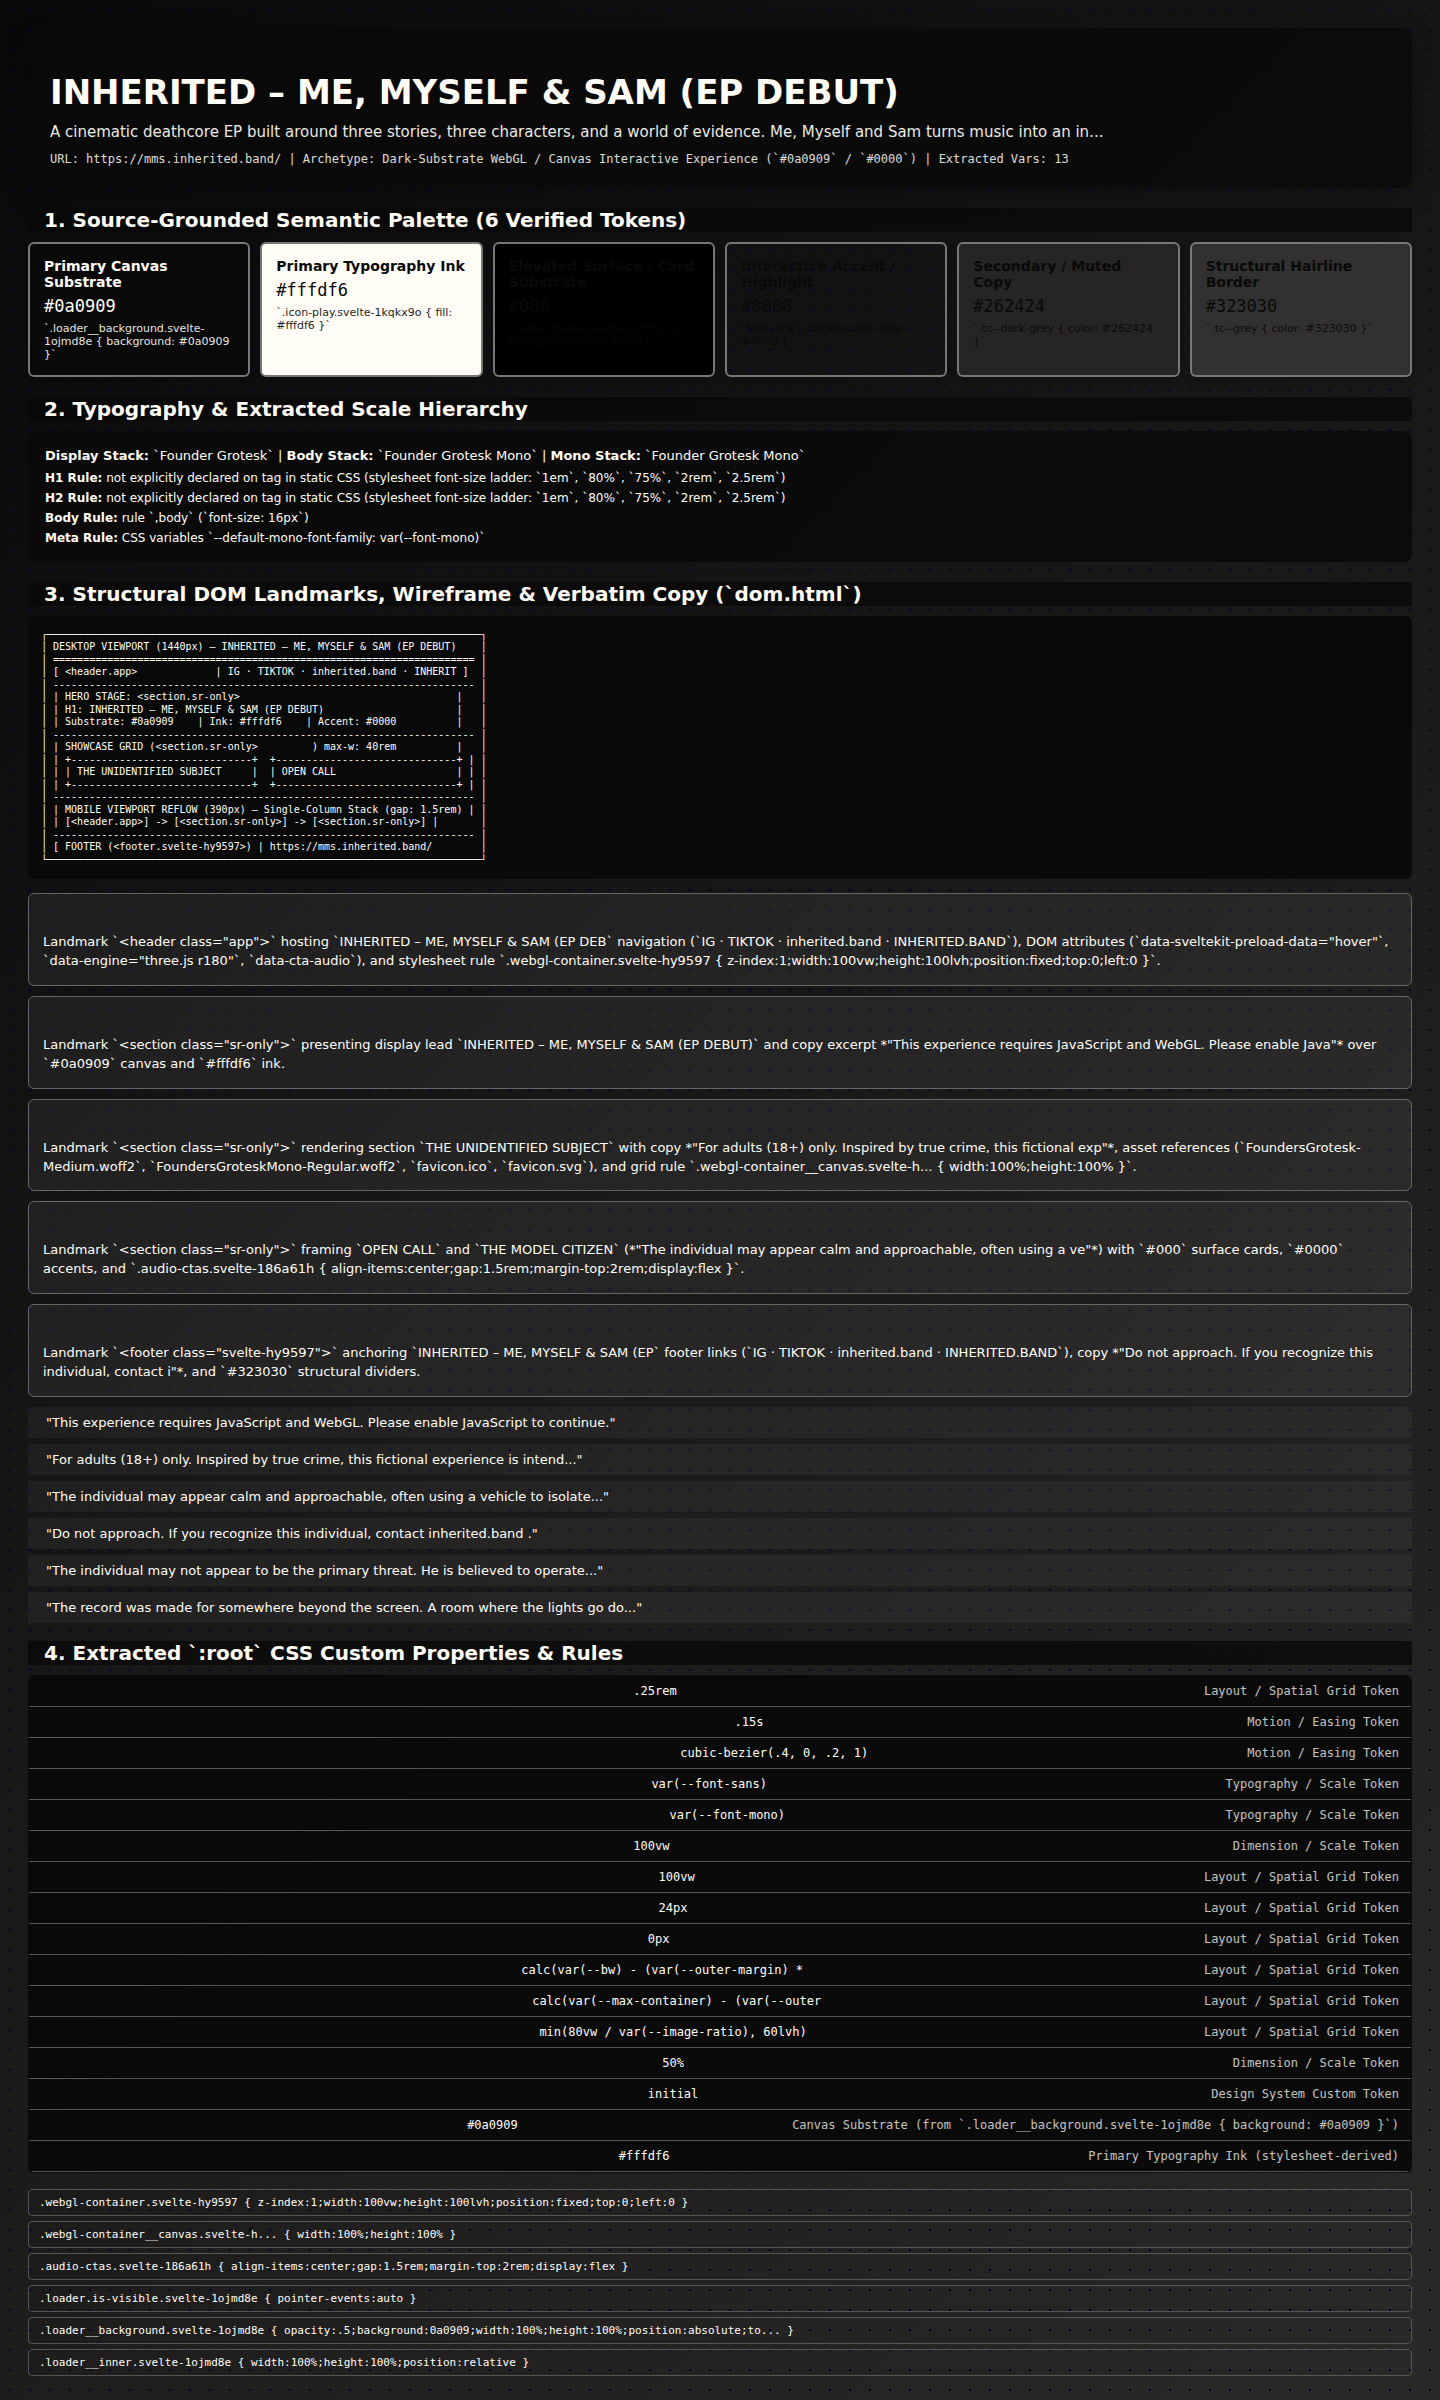 INHERITED – ME, MYSELF & SAM (EP DEBUT)
A cinematic deathcore EP built around three stories, three characters, and a world of evidence. Me, Myself and Sam turns music into an in...
URL: https://mms.inherited.band/ | Archetype: Dark-Substrate WebGL / Canvas Interactive Experience (`#0a0909` / `#0000`) | Extracted Vars: 13
1. Source-Grounded Semantic Palette (6 Verified Tokens)
Primary Canvas
Substrate
#0a0909
`.loader__background.svelte-
1ojmd8e { background: #0a0909
}`
Primary Typography Ink
#fffdf6
`.icon-play.svelte-1kqkx9o { fill:
#fffdf6 }`
Elevated Surface / Card
Substrate
#000
Interactive Accent /
Highlight
#0000
Secondary / Muted
Copy
#262424
`.tc--dark-grey { color: #262424
}`
Structural Hairline
Border
#323030
`.tc--grey { color: #323030 }`
2. Typography & Extracted Scale Hierarchy
Display Stack: `Founder Grotesk` | Body Stack: `Founder Grotesk Mono` | Mono Stack: `Founder Grotesk Mono`
H1 Rule: not explicitly declared on tag in static CSS (stylesheet font-size ladder: `1em`, `80%`, `75%`, `2rem`, `2.5rem`)
H2 Rule: not explicitly declared on tag in static CSS (stylesheet font-size ladder: `1em`, `80%`, `75%`, `2rem`, `2.5rem`)
Body Rule: rule `,body` (`font-size: 16px`)
Meta Rule: CSS variables `--default-mono-font-family: var(--font-mono)`
3. Structural DOM Landmarks, Wireframe & Verbatim Copy (`dom.html`)
DESKTOP VIEWPORT (1440px) — INHERITED — ME, MYSELF & SAM (EP DEBUT)
======================================================================
[ <header.app> | IG · TIKTOK · inherited.band · INHERIT ]
----------------------------------------------------------------------
| HERO STAGE: <section.sr-only> |
| H1: INHERITED — ME, MYSELF & SAM (EP DEBUT) |
| Substrate: #0a0909 | Ink: #fffdf6 | Accent: #0000 |
----------------------------------------------------------------------
| SHOWCASE GRID (<section.sr-only> ) max-w: 40rem |
| +------------------------------+ +------------------------------+ |
| | THE UNIDENTIFIED SUBJECT | | OPEN CALL | |
| +------------------------------+ +------------------------------+ |
----------------------------------------------------------------------
| MOBILE VIEWPORT REFLOW (390px) — Single-Column Stack (gap: 1.5rem) |
| [<header.app>] -> [<section.sr-only>] -> [<section.sr-only>] |
----------------------------------------------------------------------
[ FOOTER (<footer.svelte-hy9597>) | https://mms.inherited.band/
Landmark `<header class="app">` hosting `INHERITED – ME, MYSELF & SAM (EP DEB` navigation (`IG · TIKTOK · inherited.band · INHERITED.BAND`), DOM attributes (`data-sveltekit-preload-data="hover"`,
`data-engine="three.js r180"`, `data-cta-audio`), and stylesheet rule `.webgl-container.svelte-hy9597 { z-index:1;width:100vw;height:100lvh;position:fixed;top:0;left:0 }`.
Landmark `<section class="sr-only">` presenting display lead `INHERITED – ME, MYSELF & SAM (EP DEBUT)` and copy excerpt *"This experience requires JavaScript and WebGL. Please enable Java"* over
`#0a0909` canvas and `#fffdf6` ink.
Landmark `<section class="sr-only">` rendering section `THE UNIDENTIFIED SUBJECT` with copy *"For adults (18+) only. Inspired by true crime, this fictional exp"*, asset references (`FoundersGrotesk-
Medium.woff2`, `FoundersGroteskMono-Regular.woff2`, `favicon.ico`, `favicon.svg`), and grid rule `.webgl-container__canvas.svelte-h... { width:100%;height:100% }`.
Landmark `<section class="sr-only">` framing `OPEN CALL` and `THE MODEL CITIZEN` (*"The individual may appear calm and approachable, often using a ve"*) with `#000` surface cards, `#0000`
accents, and `.audio-ctas.svelte-186a61h { align-items:center;gap:1.5rem;margin-top:2rem;display:flex }`.
Landmark `<footer class="svelte-hy9597">` anchoring `INHERITED – ME, MYSELF & SAM (EP` footer links (`IG · TIKTOK · inherited.band · INHERITED.BAND`), copy *"Do not approach. If you recognize this
individual, contact i"*, and `#323030` structural dividers.
"This experience requires JavaScript and WebGL. Please enable JavaScript to continue."
"For adults (18+) only. Inspired by true crime, this fictional experience is intend..."
"The individual may appear calm and approachable, often using a vehicle to isolate..."
"Do not approach. If you recognize this individual, contact inherited.band ."
"The individual may not appear to be the primary threat. He is believed to operate..."
"The record was made for somewhere beyond the screen. A room where the lights go do..."
4. Extracted `:root` CSS Custom Properties & Rules
.25rem Layout / Spatial Grid Token
.15s Motion / Easing Token
cubic-bezier(.4, 0, .2, 1) Motion / Easing Token
var(--font-sans) Typography / Scale Token
var(--font-mono) Typography / Scale Token
100vw Dimension / Scale Token
100vw Layout / Spatial Grid Token
24px Layout / Spatial Grid Token
0px Layout / Spatial Grid Token
calc(var(--bw) - (var(--outer-margin) * Layout / Spatial Grid Token
calc(var(--max-container) - (var(--outer Layout / Spatial Grid Token
min(80vw / var(--image-ratio), 60lvh) Layout / Spatial Grid Token
50% Dimension / Scale Token
initial Design System Custom Token
#0a0909 Canvas Substrate (from `.loader__background.svelte-1ojmd8e { background: #0a0909 }`)
#fffdf6 Primary Typography Ink (stylesheet-derived)
.webgl-container.svelte-hy9597 { z-index:1;width:100vw;height:100lvh;position:fixed;top:0;left:0 }
.webgl-container__canvas.svelte-h... { width:100%;height:100% }
.audio-ctas.svelte-186a61h { align-items:center;gap:1.5rem;margin-top:2rem;display:flex }
.loader.is-visible.svelte-1ojmd8e { pointer-events:auto }
.loader__background.svelte-1ojmd8e { opacity:.5;background:0a0909;width:100%;height:100%;position:absolute;to... }
.loader__inner.svelte-1ojmd8e { width:100%;height:100%;position:relative }